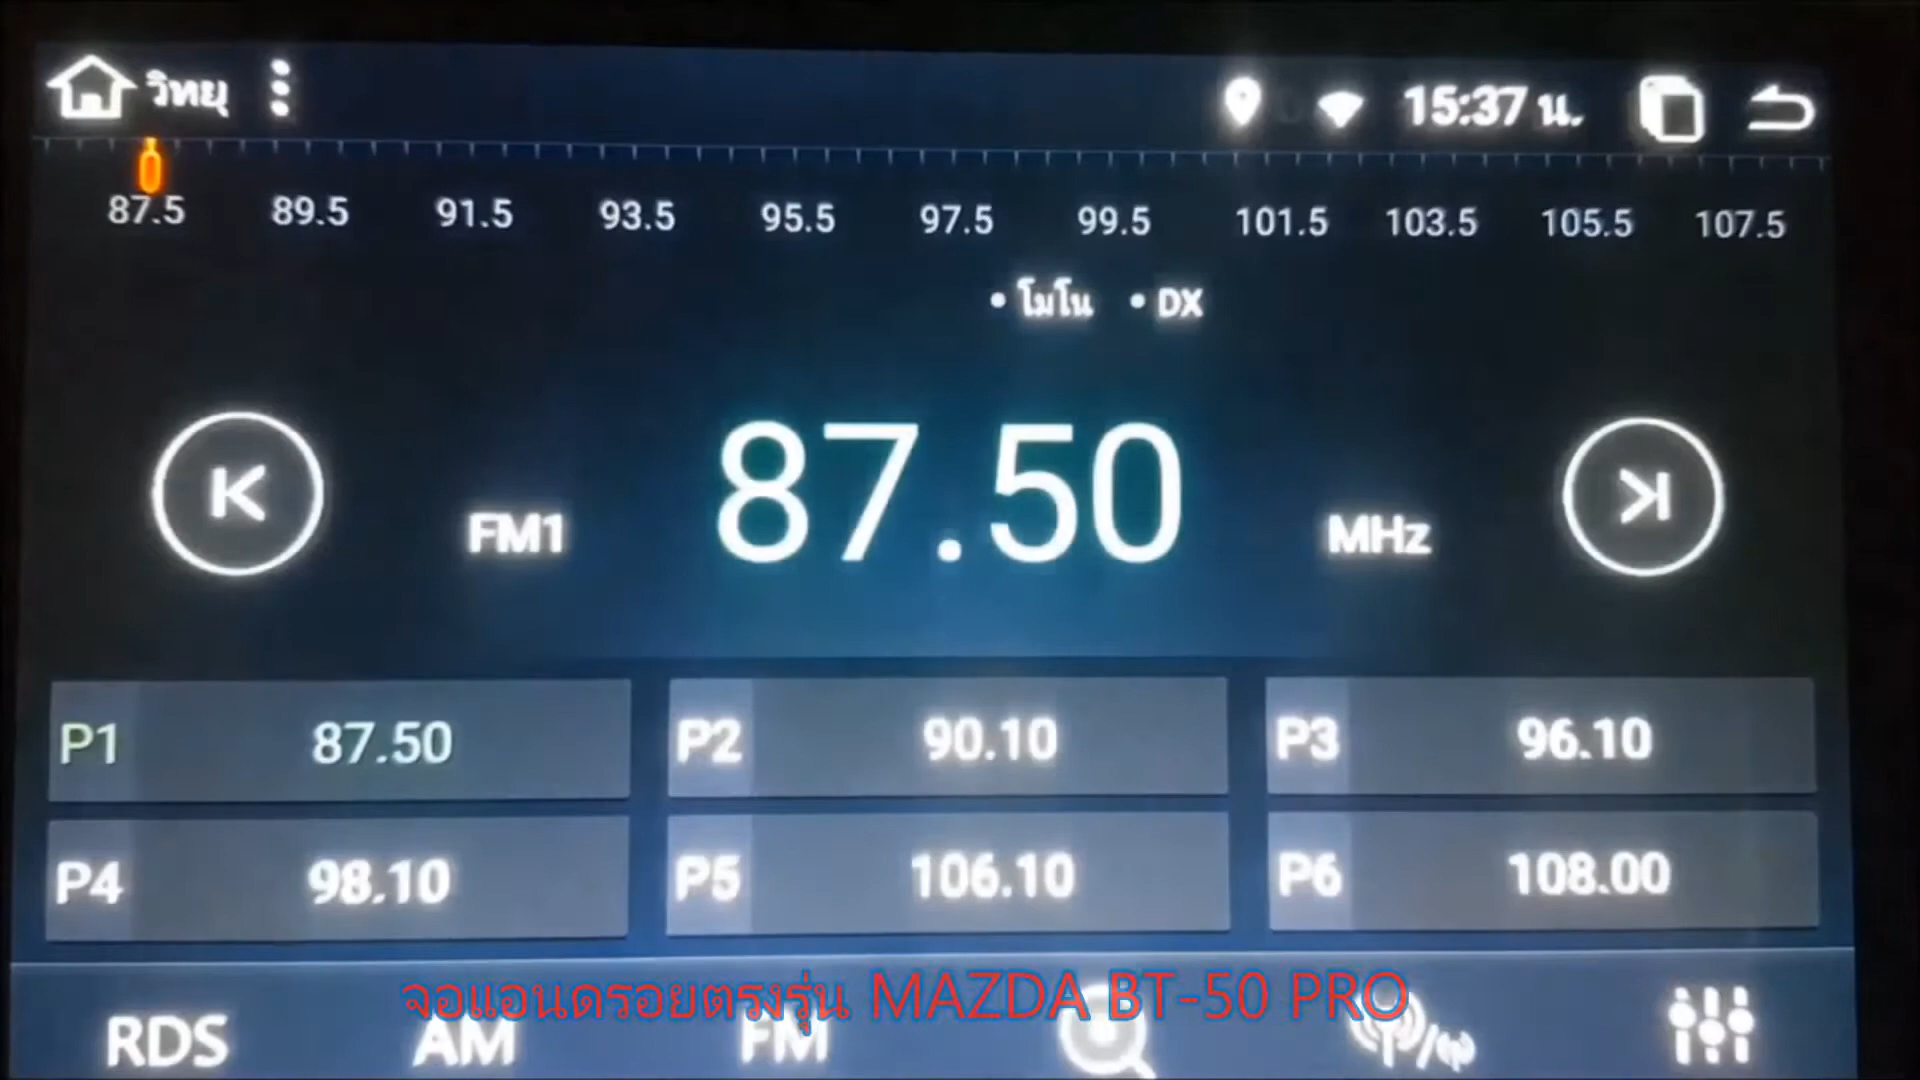 วิทยุ 15:37 น.
87.5 89.5 91.5 93.5 95.5 97.5 99.5 101.5 103.5 105.5 107.5
• โมโน • DX
FM1 87.50 MHz
P1 87.50 P2 90.10 P3 96.10
P4 98.10 P5 106.10 P6 108.00
จอแอนดรอยตรงรุ่น MAZDA BT-50 PRO
RDS AM FM